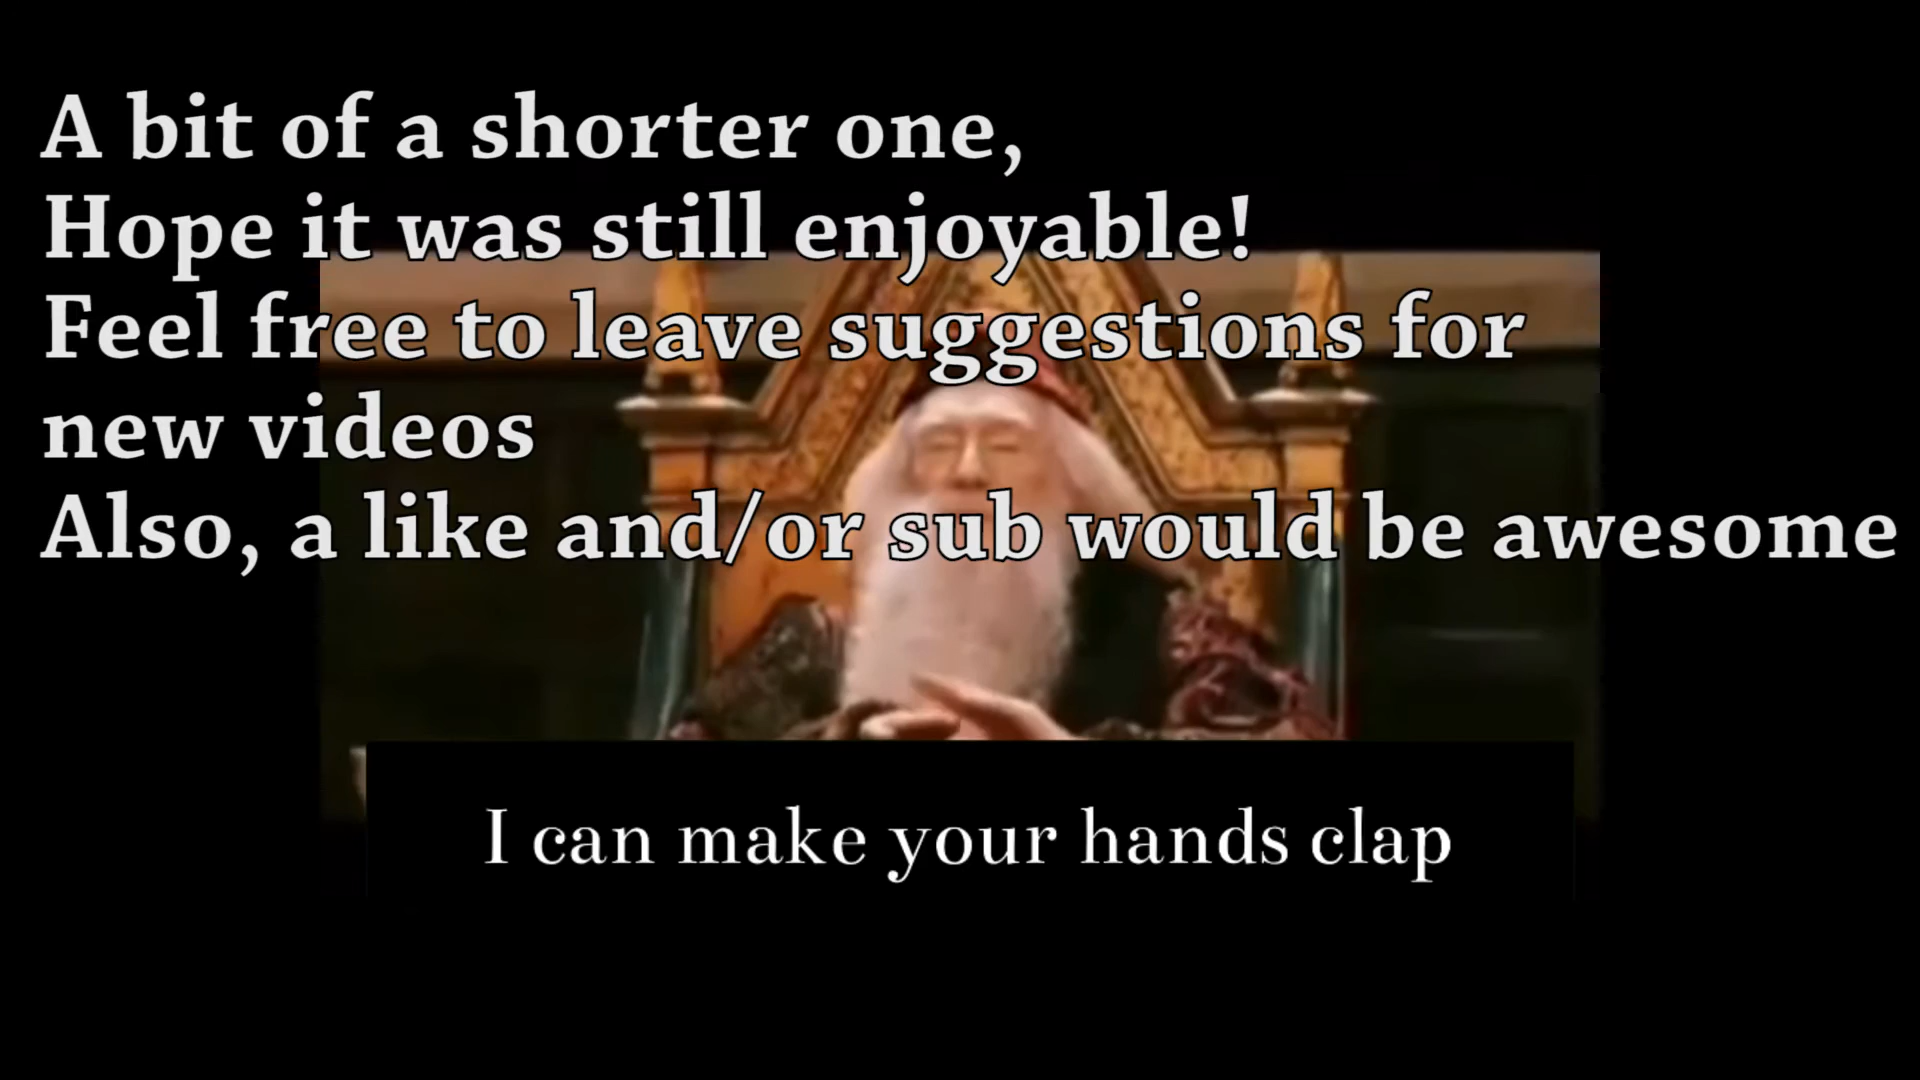 A bit of a shorter one,
Hope it was still enjoyable!
Feel free to leave suggestions for
new videos
Also, a like and/or sub would be awesome
I can make your hands clap